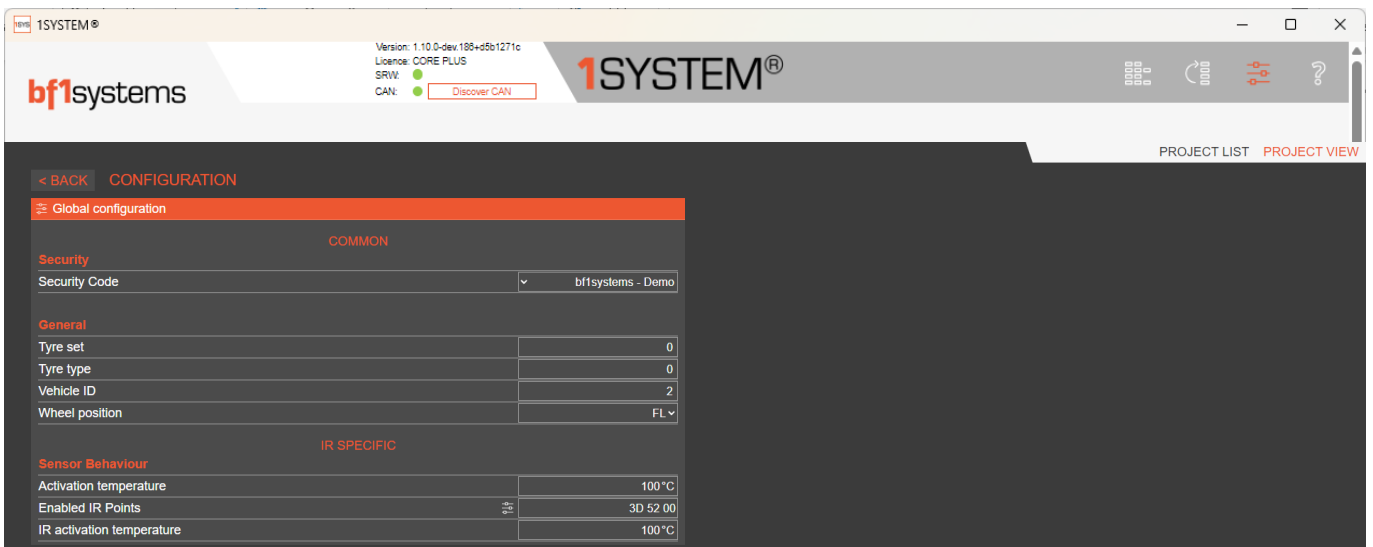 1SYS 1SYSTEM®
bf1systems
Version: 1.10.0-dev.186+d5b1271c
Licence: CORE PLUS
SRW:
CAN: Discover CAN
1SYSTEM®
PROJECT LIST PROJECT VIEW
< BACK CONFIGURATION
Global configuration
COMMON
Security
Security Code bf1systems - Demo
General
Tyre set 0
Tyre type 0
Vehicle ID 2
Wheel position FL
IR SPECIFIC
Sensor Behaviour
Activation temperature 100°C
Enabled IR Points 3D 52 00
IR activation temperature 100°C